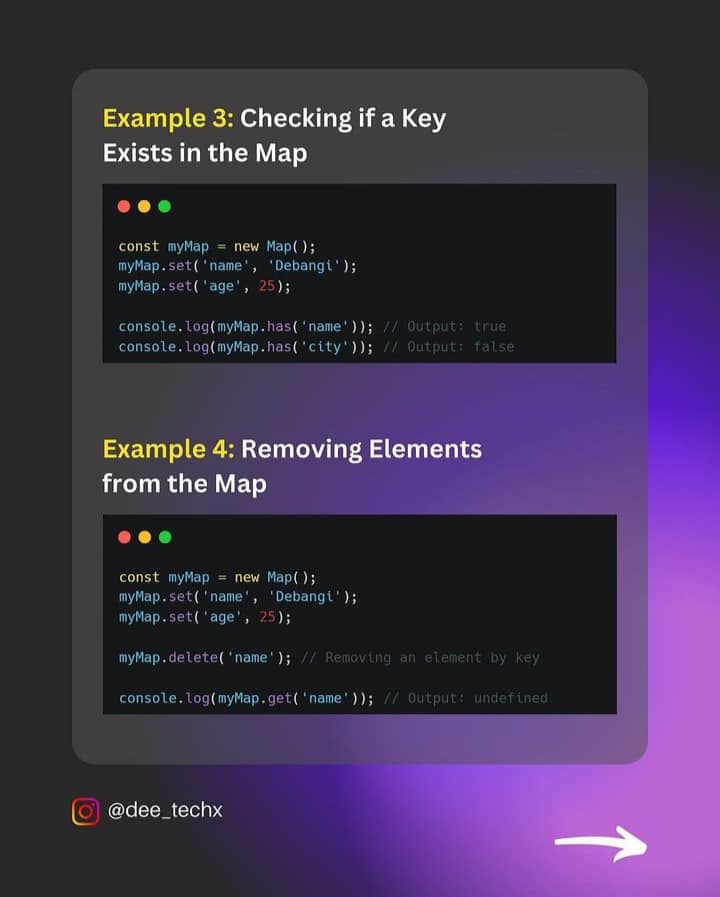 Example 3: Checking if a Key
Exists in the Map
const myMap = new Map();
myMap.set('name', 'Debangi');
myMap.set('age', 25);
console.log(myMap.has('name')); // Output: true
console.log(myMap.has('city')); // Output: false
Example 4: Removing Elements
from the Map
const myMap = new Map();
myMap.set('name', 'Debangi');
myMap.set('age', 25);
myMap.delete('name'); // Removing an element by key
console.log(myMap.get('name')); // Output: undefined
@dee_techx